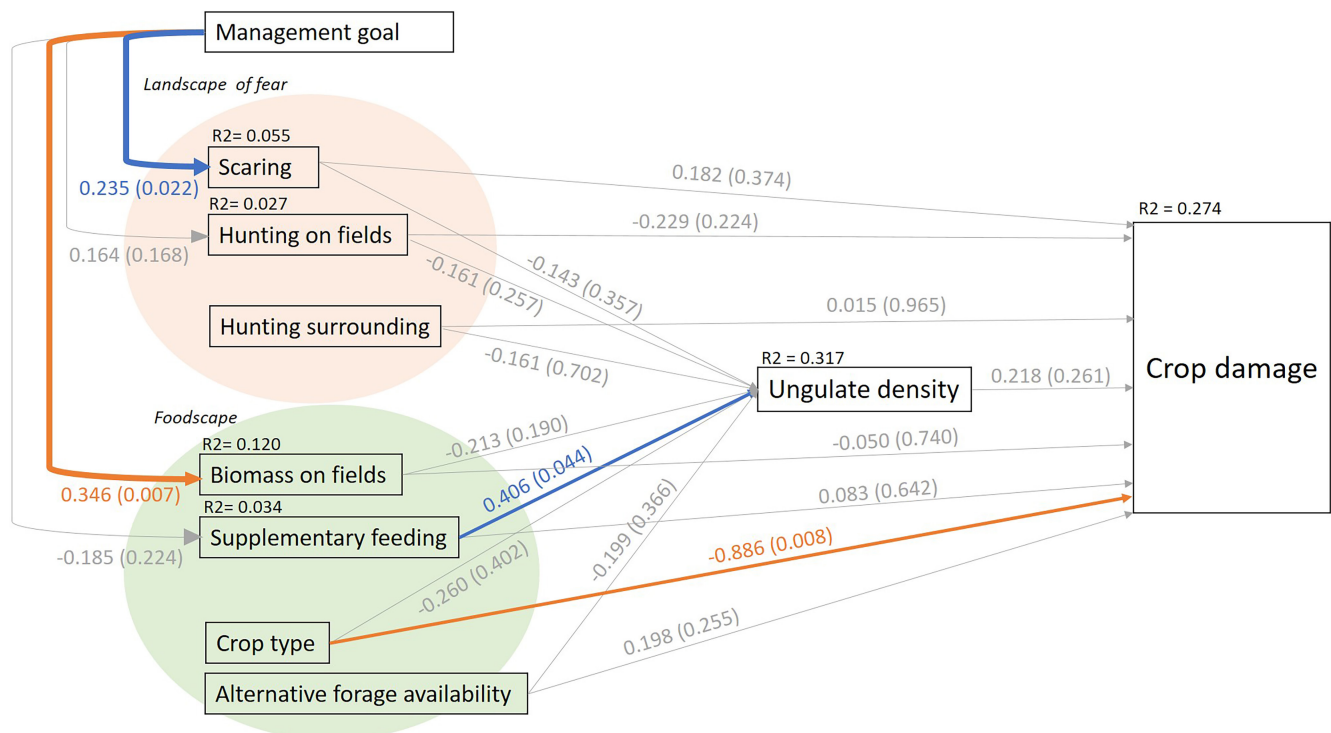 Management goal
Landscape of fear
R2= 0.055
Scaring
0.235 (0.022)
R2= 0.027
Hunting on fields
0.164 (0.168)
Hunting surrounding
0.182 (0.374)
-0.229 (0.224)
-0.143 (0.357)
-0.161 (0.257)
0.015 (0.965)
-0.161 (0.702)
R2 = 0.274
Crop damage
R2 = 0.317
Ungulate density
0.218 (0.261)
Foodscape
R2= 0.120
Biomass on fields
0.346 (0.007)
R2= 0.034
Supplementary feeding
-0.185 (0.224)
-0.213 (0.190)
-0.050 (0.740)
0.406 (0.044)
0.083 (0.642)
-0.199 (0.366)
-0.886 (0.008)
-0.260 (0.402)
Crop type
0.198 (0.255)
Alternative forage availability